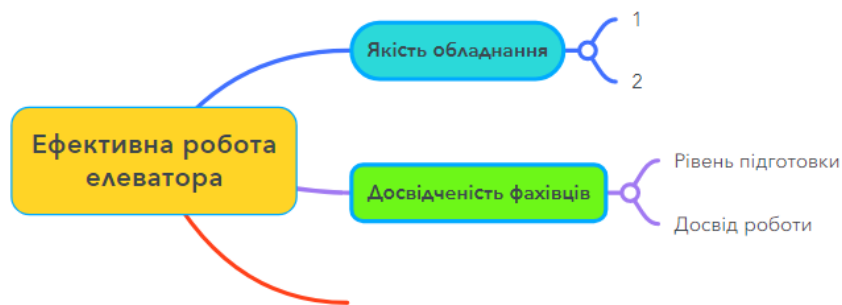 Ефективна робота
елеватора
Якість обладнання
1
2
Досвідченість фахівців
Рівень підготовки
Досвід роботи